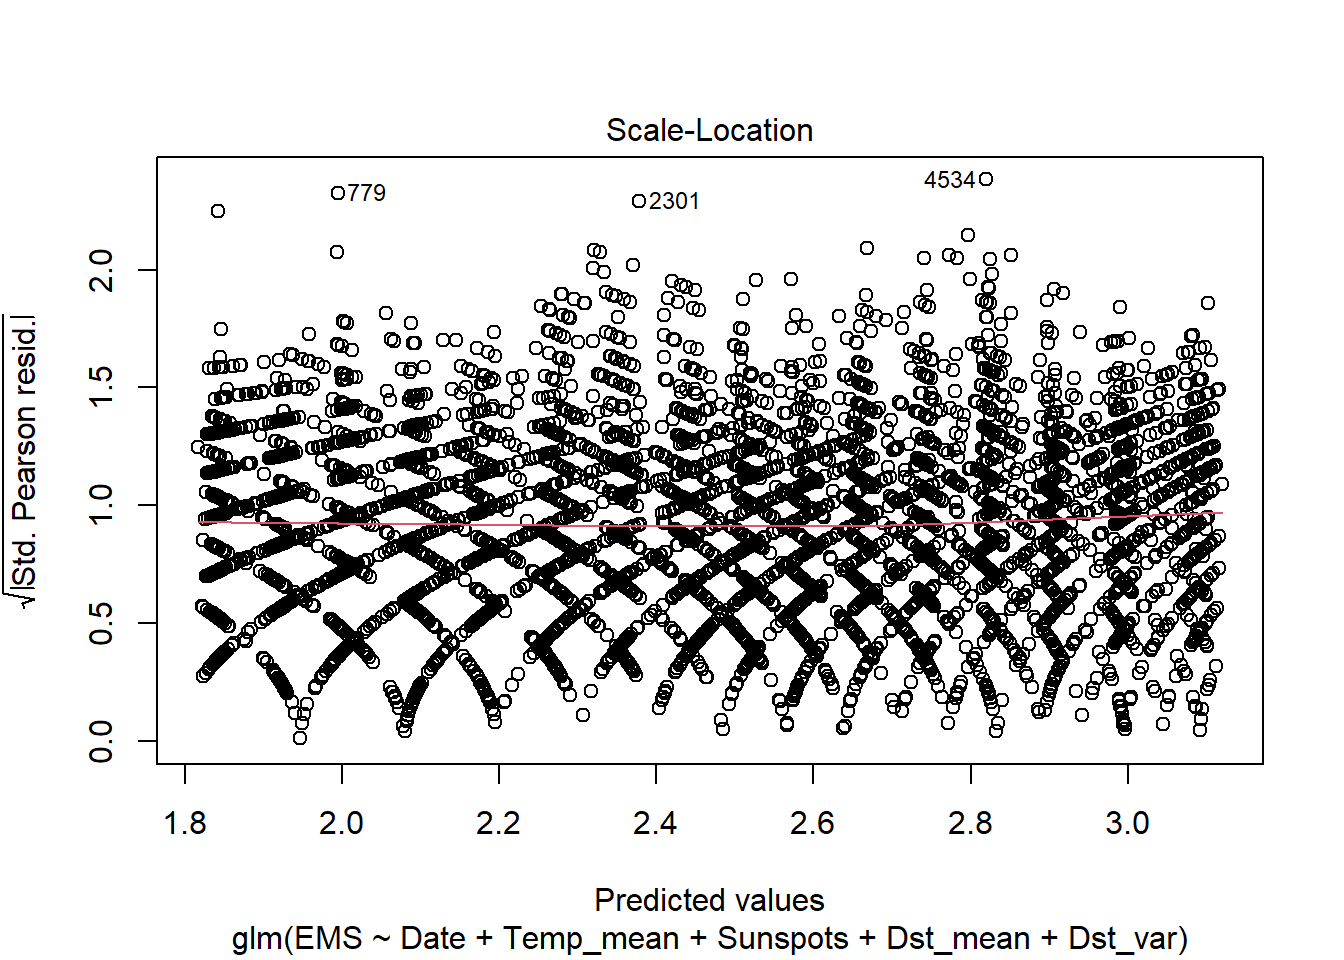 Scale-Location
779
2301
4534
√|Std. Pearson resid.|
0.0 0.5 1.0 1.5 2.0
1.8 2.0 2.2 2.4 2.6 2.8 3.0
Predicted values
glm(EMS ~ Date + Temp_mean + Sunspots + Dst_mean + Dst_var)